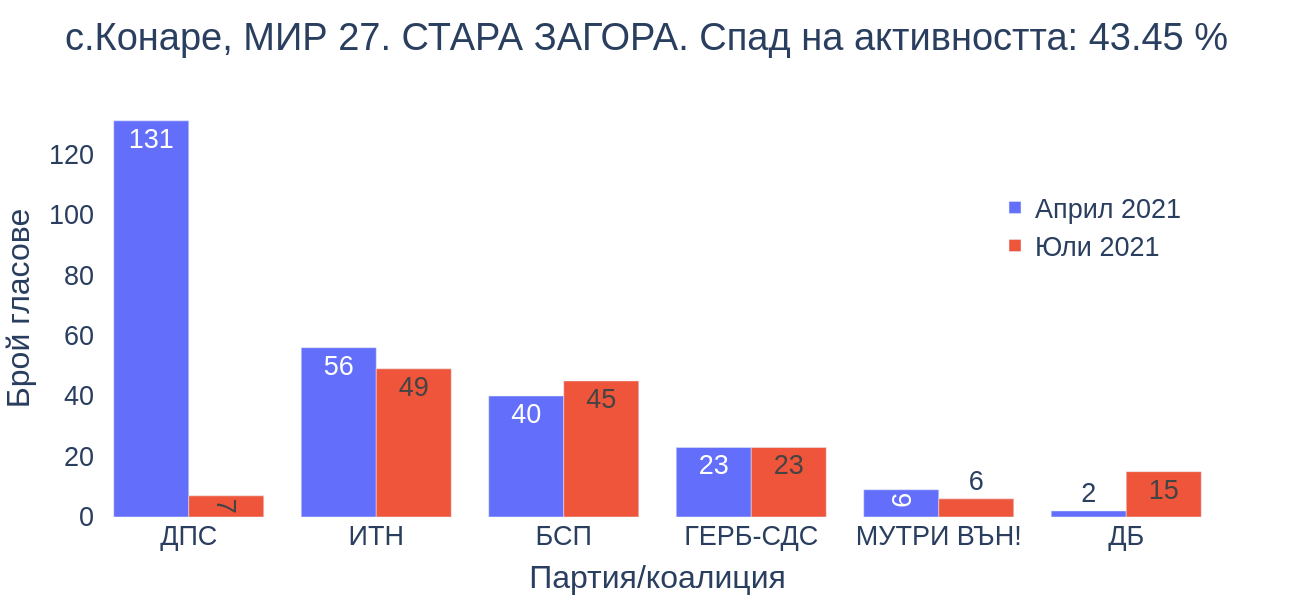 с.Конаре, МИР 27. СТАРА ЗАГОРА. Спад на активността: 43.45 %
Брой гласове
120
100
80
60
40
20
0
131
7
56
49
40
45
23
23
9
6
2
15
Април 2021
Юли 2021
ДПС
ИТН
БСП
ГЕРБ-СДС
МУТРИ ВЪН!
ДБ
Партия/коалиция